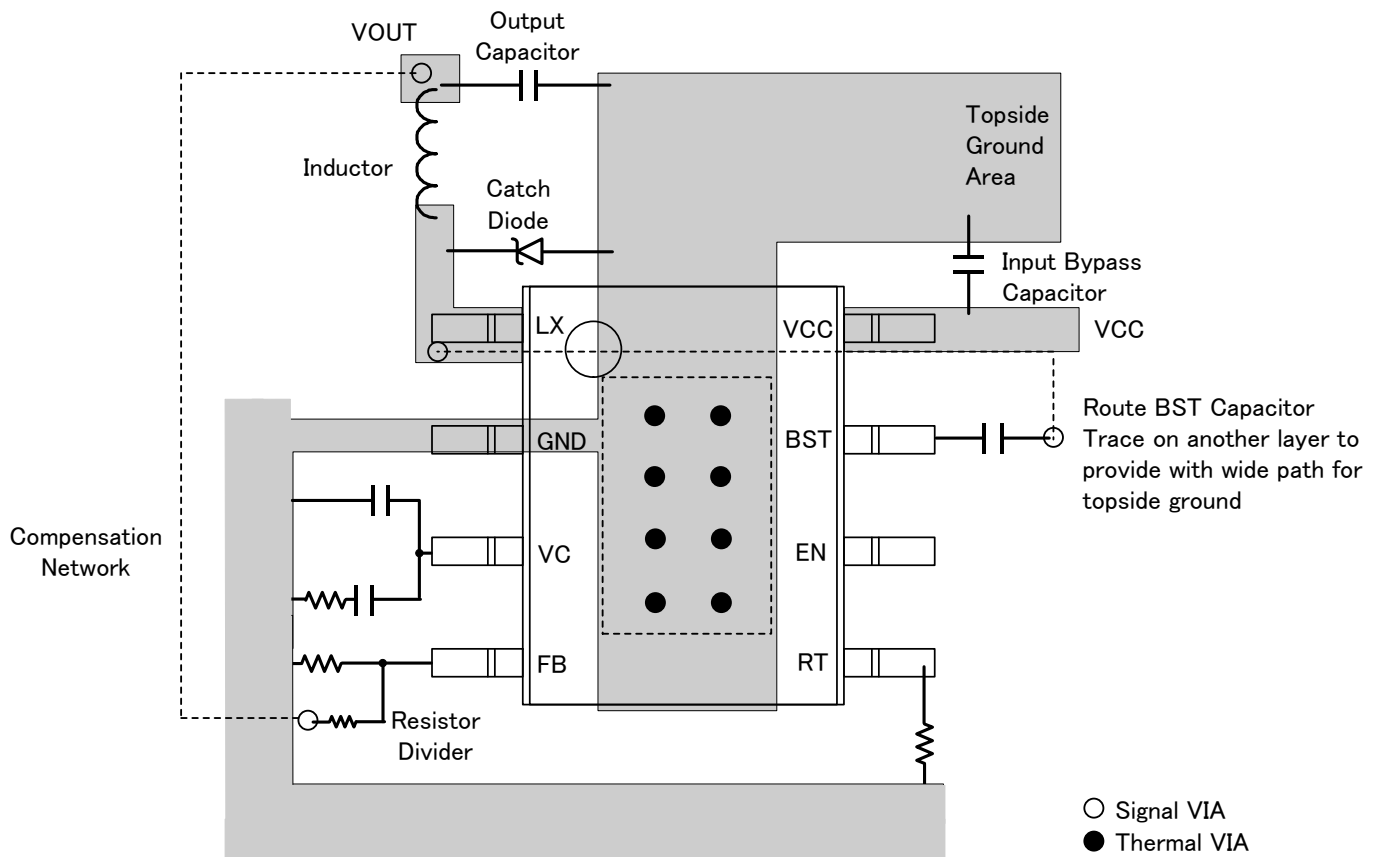 VOUT
Output
Capacitor
Topside
Ground
Area
Inductor
Catch
Diode
Input Bypass
Capacitor
LX
VCC
VCC
GND
BST
Route BST Capacitor
Trace on another layer to
provide with wide path for
topside ground
Compensation
Network
VC
EN
FB
RT
Resistor
Divider
Signal VIA
Thermal VIA